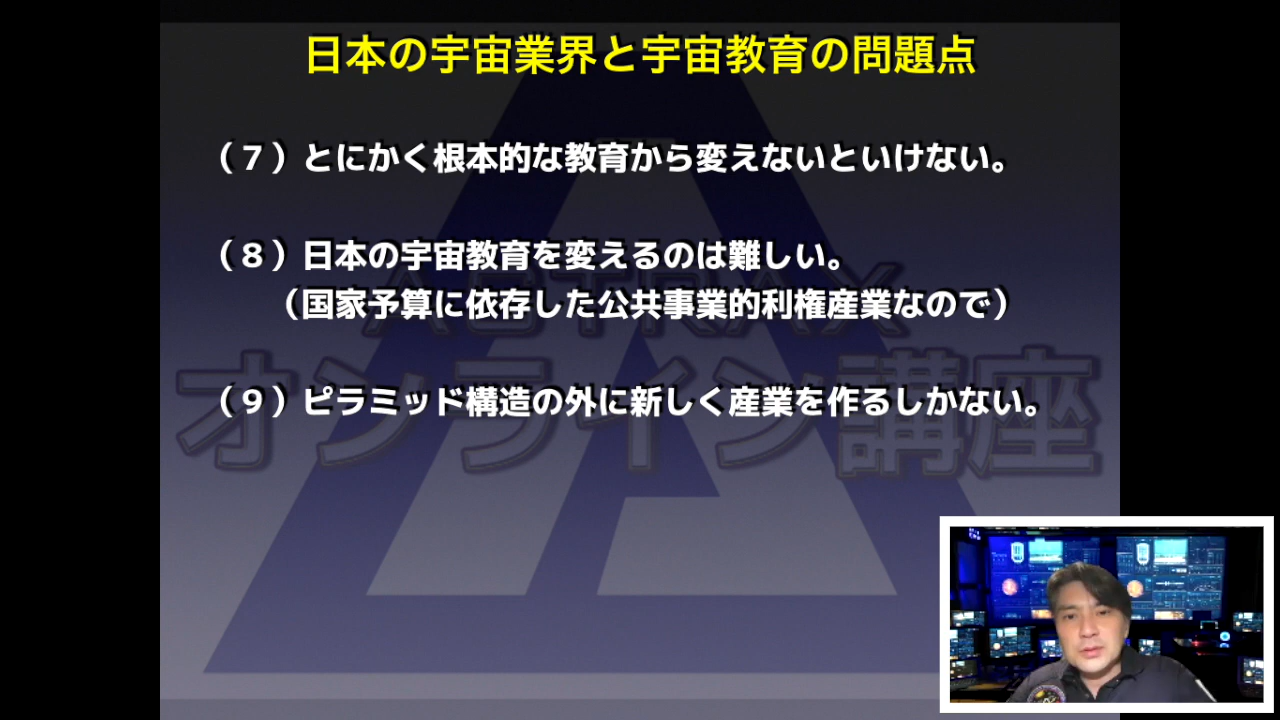 日本の宇宙業界と宇宙教育の問題点
（７）とにかく根本的な教育から変えないといけない。
（８）日本の宇宙教育を変えるのは難しい。
（国家予算に依存した公共事業的利権産業なので）
ASTRAX
オンライン講座
（９）ピラミッド構造の外に新しく産業を作るしかない。